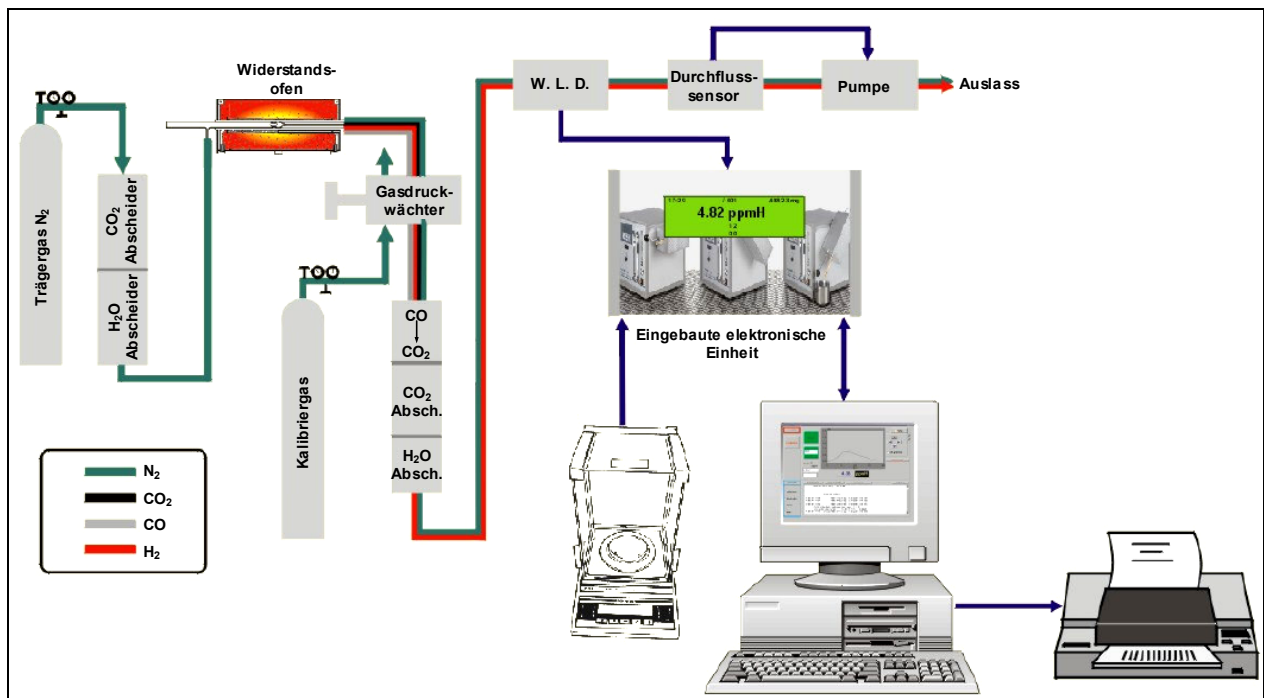 Widerstands-
ofen
W. L. D.
Durchfluss-
sensor
Pumpe
Auslass
Trägergas N₂
CO₂
Abscheider
H₂O
Abscheider
Gasdruck-
wächter
4.82 ppmH
Eingebaute elektronische
Einheit
Kalibriergas
CO
CO₂
CO₂
Absch.
H₂O
Absch.
N₂
CO₂
CO
H₂